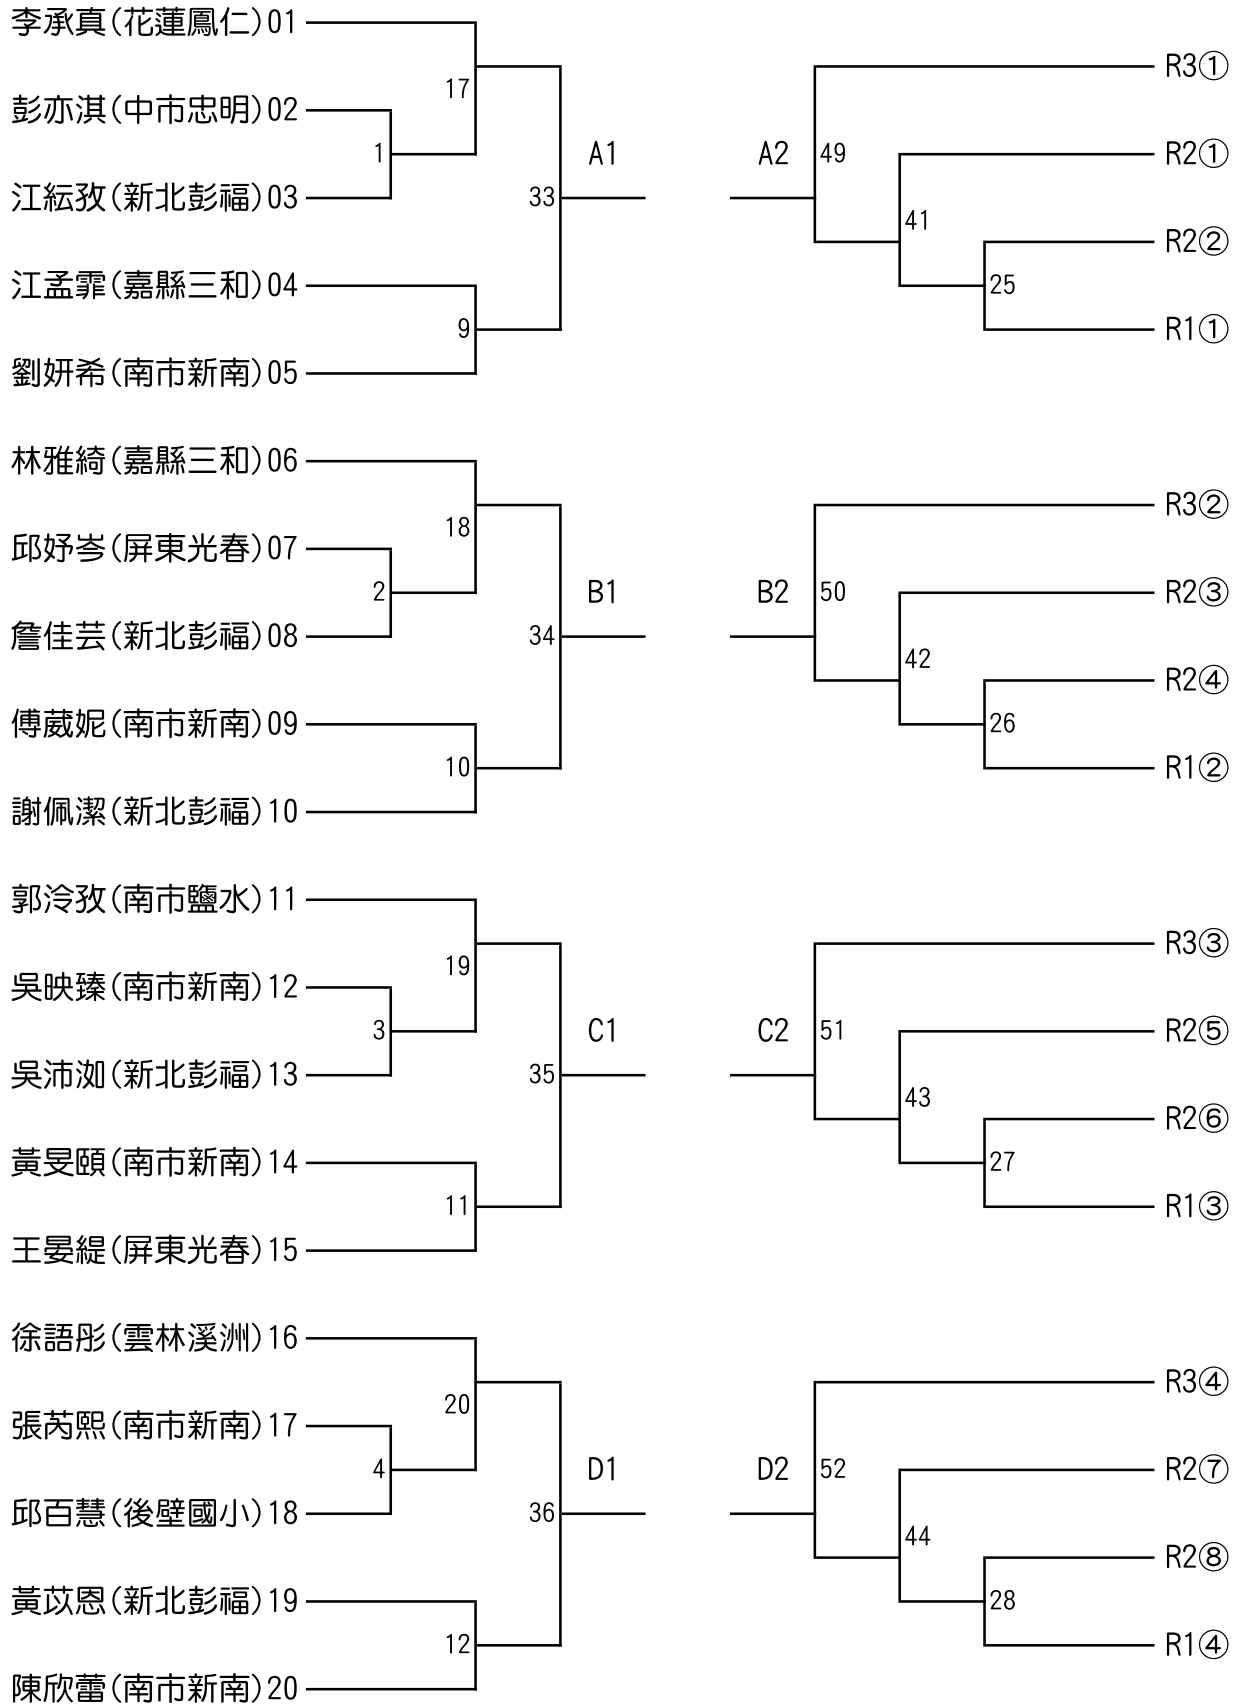 李承真(花蓮鳳仁)01
R3①
17
彭亦淇(中市忠明)02
1
A1
A2
49
R2①
江紜孜(新北彭福)03
33
41
R2②
江孟霏(嘉縣三和)04
25
9
R1①
劉妍希(南市新南)05
林雅綺(嘉縣三和)06
R3②
18
邱妤岑(屏東光春)07
2
B1
B2
50
R2③
詹佳芸(新北彭福)08
34
42
R2④
傅葳妮(南市新南)09
26
10
R1②
謝佩潔(新北彭福)10
郭泠孜(南市鹽水)11
R3③
19
吳映臻(南市新南)12
3
C1
C2
51
R2⑤
吳沛洳(新北彭福)13
35
43
R2⑥
黃旻頤(南市新南)14
27
11
R1③
王晏緹(屏東光春)15
徐語彤(雲林溪洲)16
R3④
20
張芮熙(南市新南)17
4
D1
D2
52
R2⑦
邱百慧(後壁國小)18
36
44
R2⑧
黃苡恩(新北彭福)19
28
12
R1④
陳欣蕾(南市新南)20